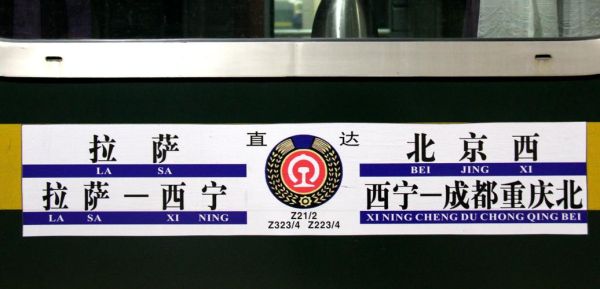 拉 萨
LA SA
拉 萨 – 西 宁
LA SA XI NING
直 达
Z21/2
Z323/4 Z223/4
北 京 西
BEI JING XI
西宁–成都重庆北
XI NING CHENG DU CHONG QING BEI